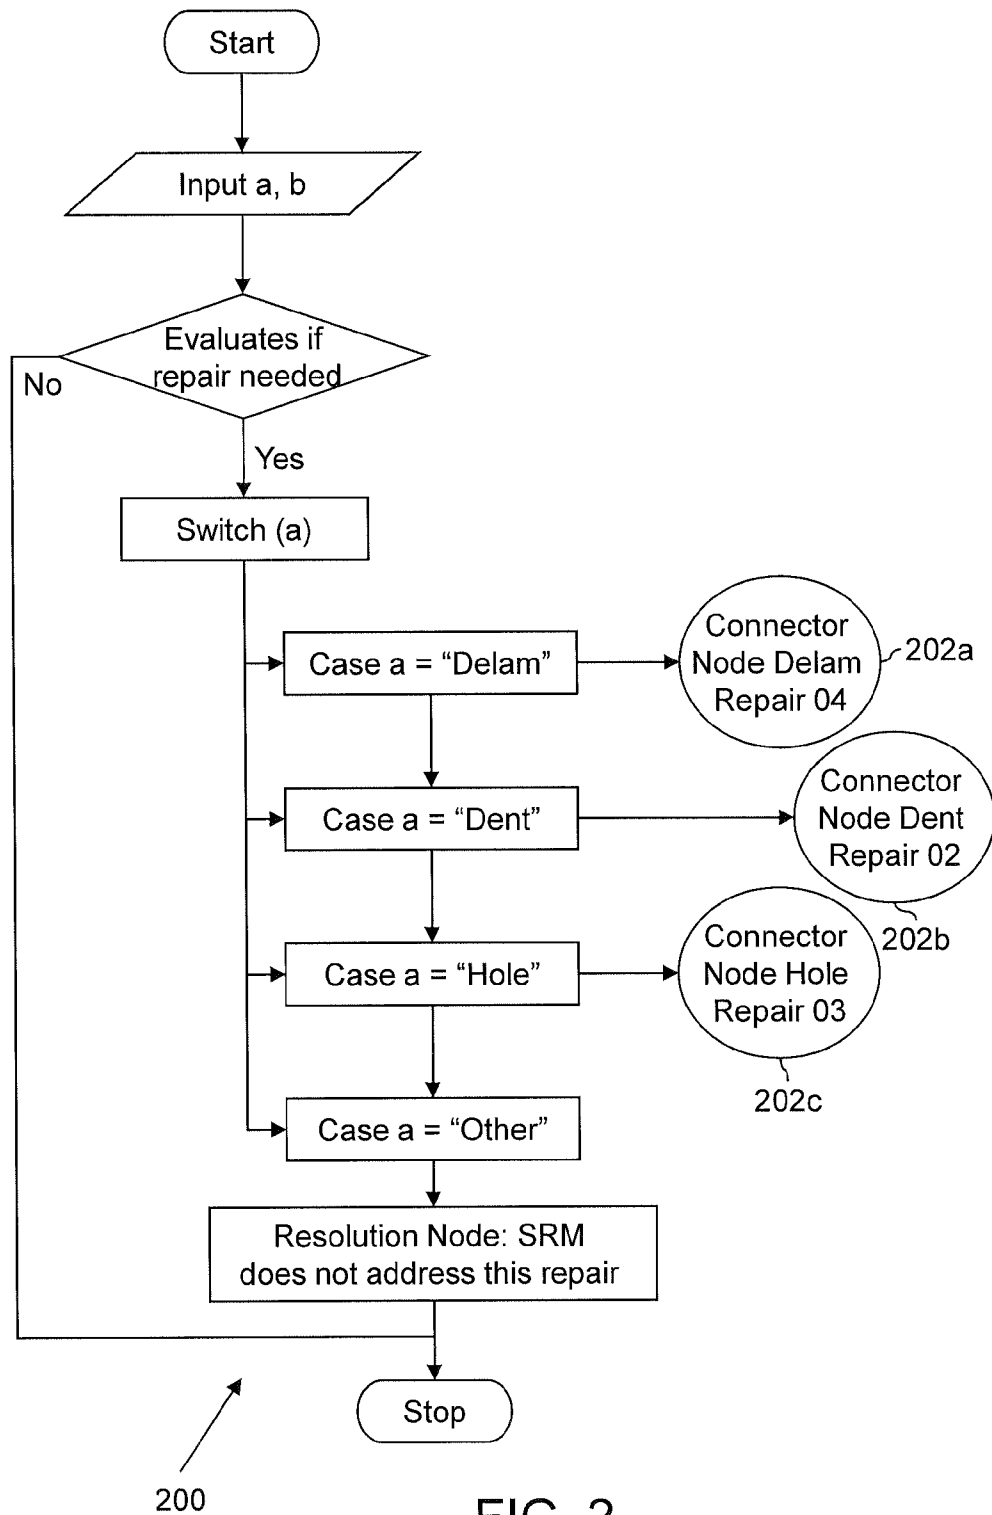 Start
Input a, b
Evaluates if
repair needed
No
Yes
Switch (a)
Case a = “Delam”
Connector
Node Delam
Repair 04
202a
Case a = “Dent”
Connector
Node Dent
Repair 02
202b
Case a = “Hole”
Connector
Node Hole
Repair 03
202c
Case a = “Other”
Resolution Node: SRM
does not address this repair
Stop
200
FIG. 2